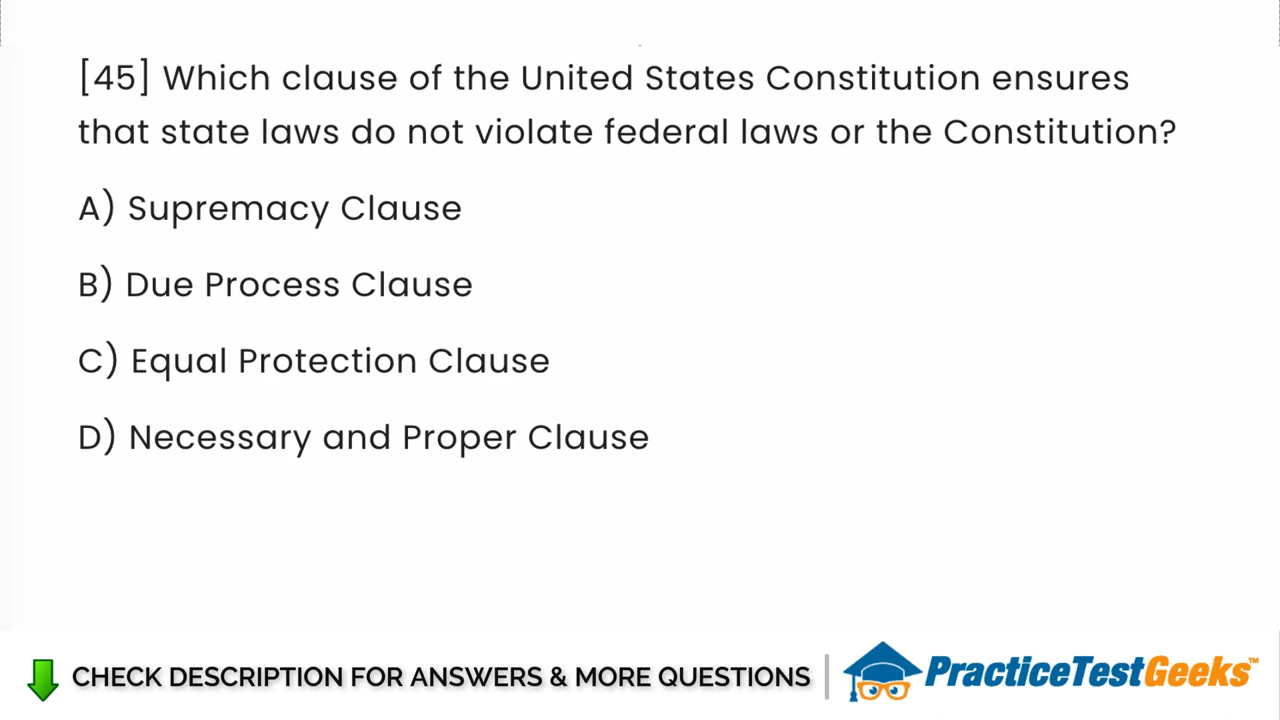 [45] Which clause of the United States Constitution ensures
that state laws do not violate federal laws or the Constitution?
A) Supremacy Clause
B) Due Process Clause
C) Equal Protection Clause
D) Necessary and Proper Clause
CHECK DESCRIPTION FOR ANSWERS & MORE QUESTIONS
PracticeTestGeeks™